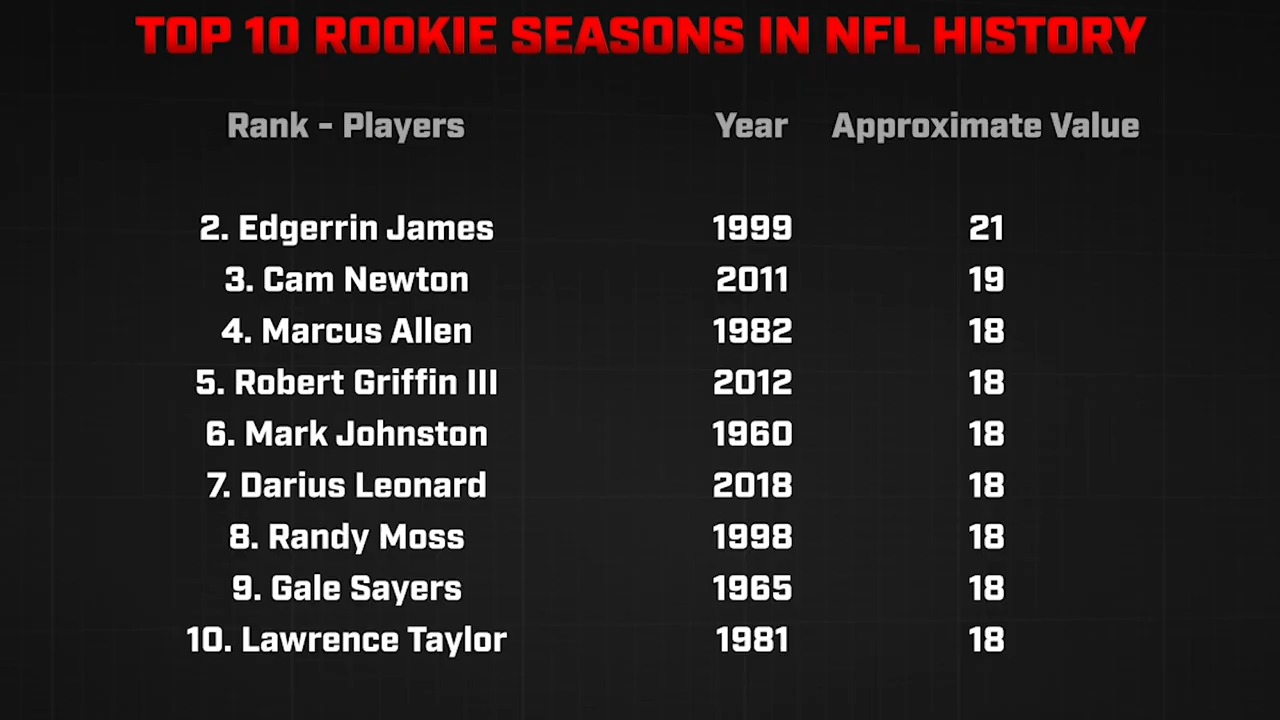 TOP 10 ROOKIE SEASONS IN NFL HISTORY
Rank - Players Year Approximate Value
2. Edgerrin James 1999 21
3. Cam Newton 2011 19
4. Marcus Allen 1982 18
5. Robert Griffin III 2012 18
6. Mark Johnston 1960 18
7. Darius Leonard 2018 18
8. Randy Moss 1998 18
9. Gale Sayers 1965 18
10. Lawrence Taylor 1981 18